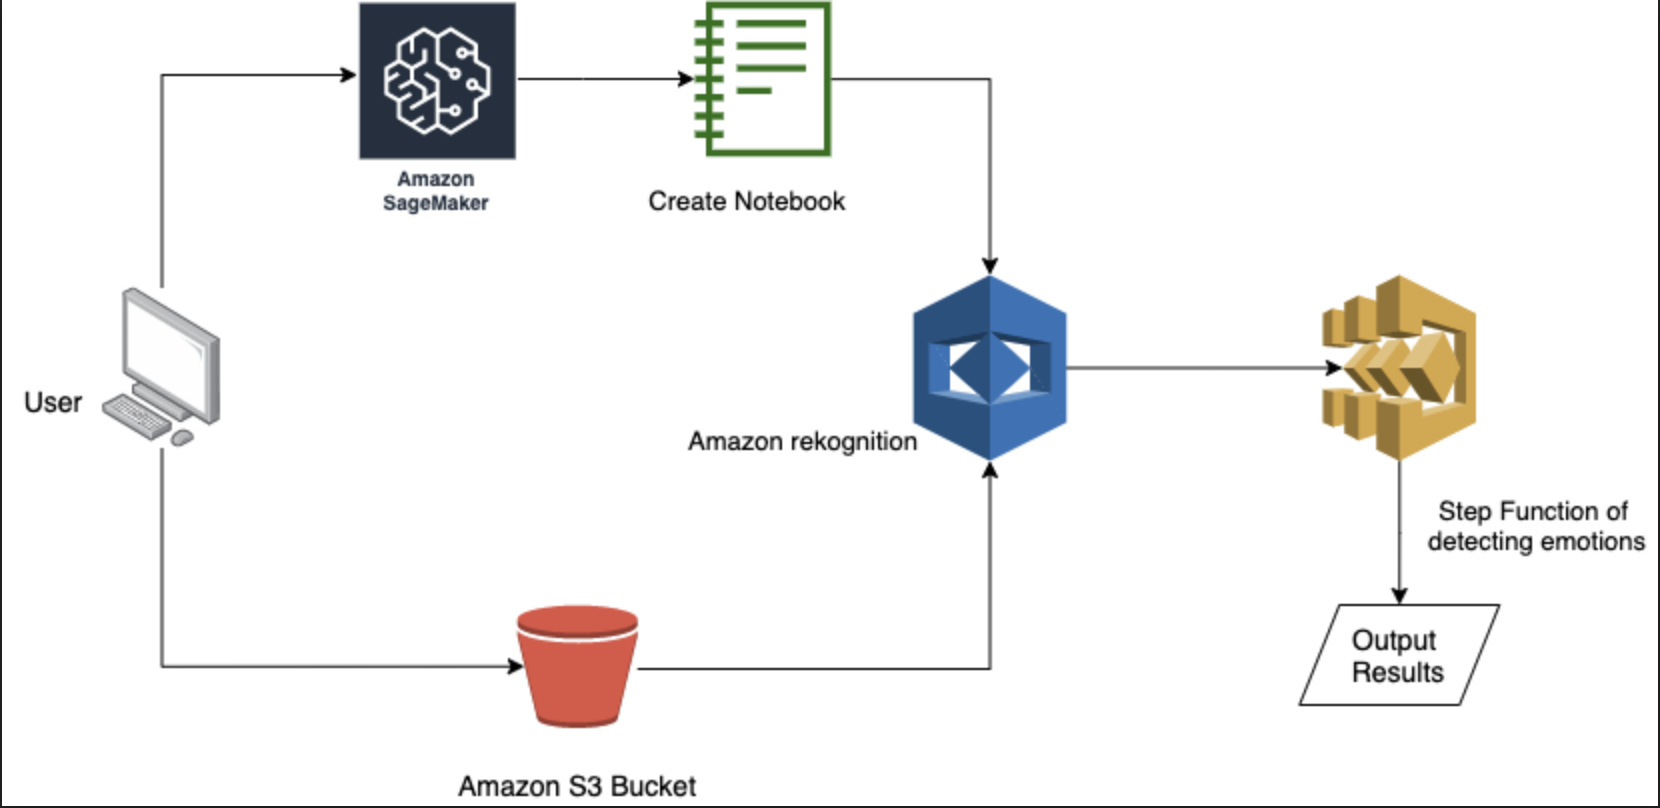 Amazon
SageMaker
Create Notebook
User
Amazon rekognition
Step Function of
detecting emotions
Output
Results
Amazon S3 Bucket